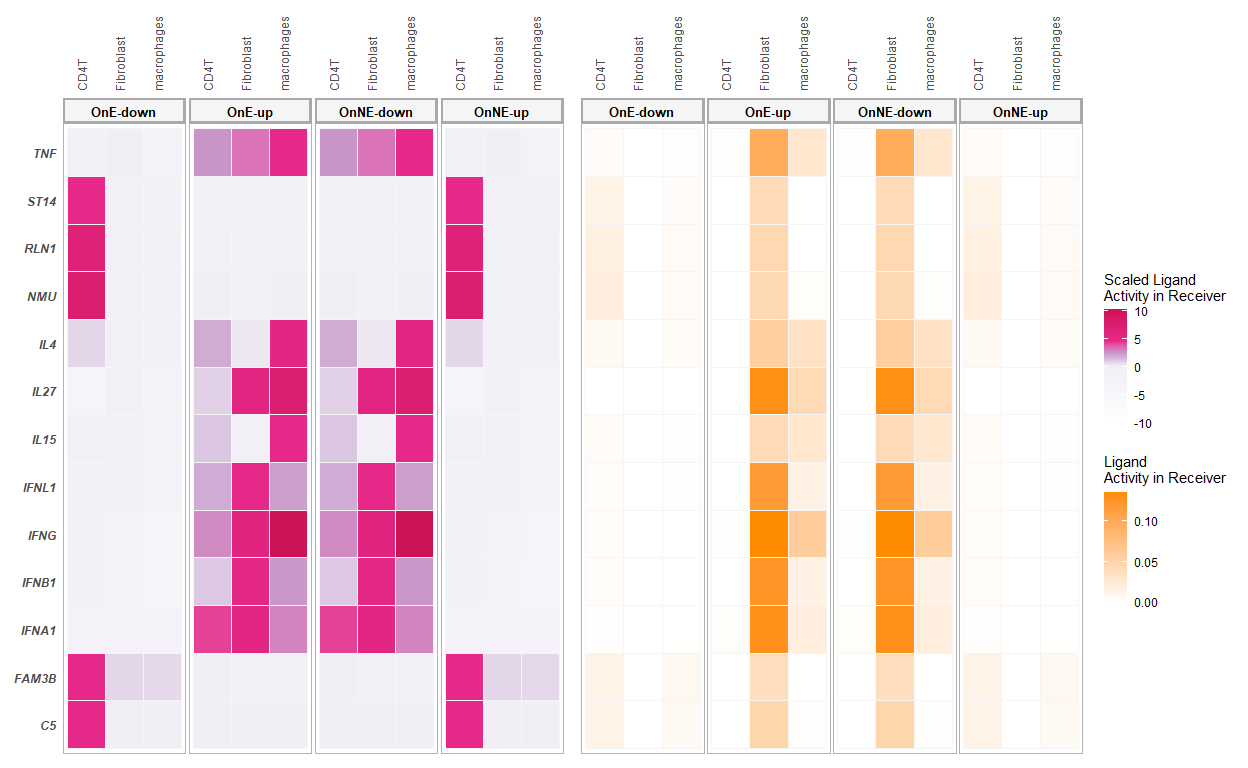 CD4T Fibroblast macrophages CD4T Fibroblast macrophages CD4T Fibroblast macrophages CD4T Fibroblast macrophages CD4T Fibroblast macrophages CD4T Fibroblast macrophages CD4T Fibroblast macrophages CD4T Fibroblast macrophages
OnE-down OnE-up OnNE-down OnNE-up OnE-down OnE-up OnNE-down OnNE-up
TNF
ST14
RLN1
NMU
IL4
IL27
IL15
IFNL1
IFNG
IFNB1
IFNA1
FAM3B
C5
Scaled Ligand
Activity in Receiver
10
5
0
-5
-10
Ligand
Activity in Receiver
0.10
0.05
0.00